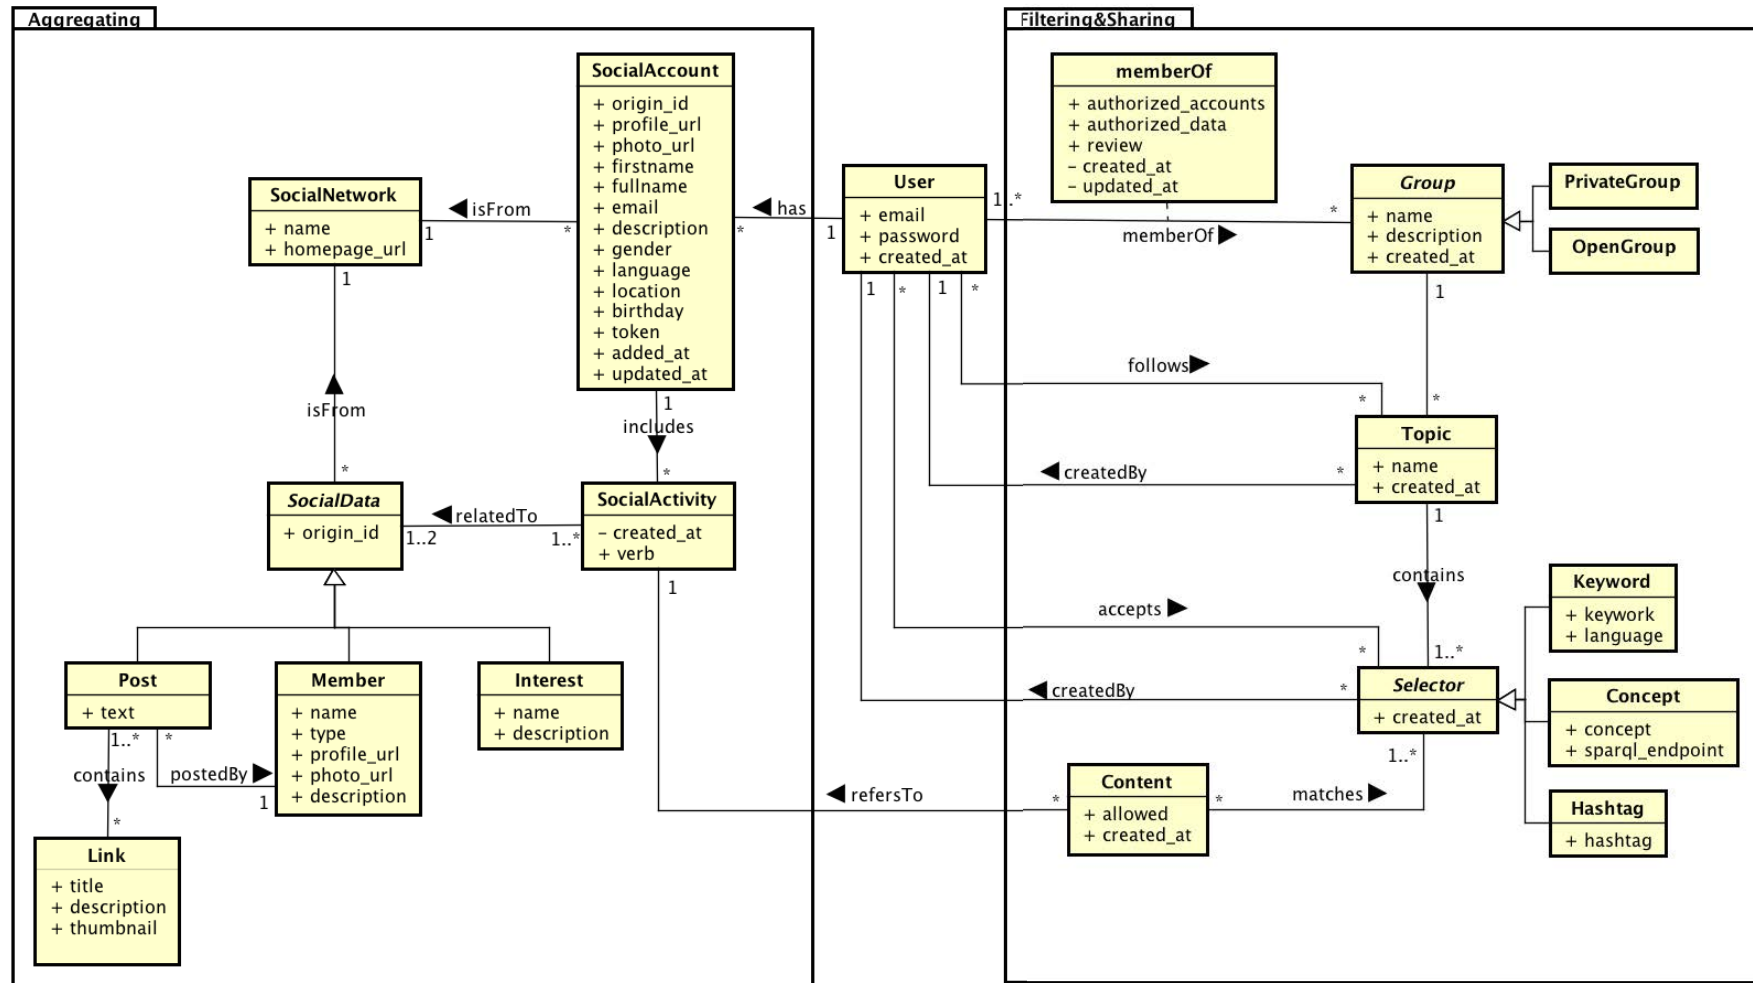 Aggregating
Filtering&Sharing
SocialAccount
+ origin_id
+ profile_url
+ photo_url
+ firstname
+ fullname
+ email
+ description
+ gender
+ language
+ location
+ birthday
+ token
+ added_at
+ updated_at
memberOf
+ authorized_accounts
+ authorized_data
+ review
− created_at
− updated_at
SocialNetwork
+ name
+ homepage_url
isFrom
1
*
has
*
1
User
+ email
+ password
+ created_at
1..*
*
memberOf
Group
+ name
+ description
+ created_at
PrivateGroup
OpenGroup
1
1
*
1
*
1
follows
isFrom
1
includes
*
*
*
Topic
+ name
+ created_at
createdBy
*
*
SocialData
+ origin_id
relatedTo
1..2
1..*
SocialActivity
− created_at
+ verb
1
1
contains
accepts
*
1..*
Keyword
+ keywork
+ language
Post
+ text
Member
+ name
+ type
+ profile_url
+ photo_url
+ description
Interest
+ name
+ description
createdBy
*
Selector
+ created_at
Concept
+ concept
+ sparql_endpoint
1..*
*
contains
postedBy
1
*
1..*
refersTo
*
Content
+ allowed
+ created_at
*
matches
Hashtag
+ hashtag
Link
+ title
+ description
+ thumbnail